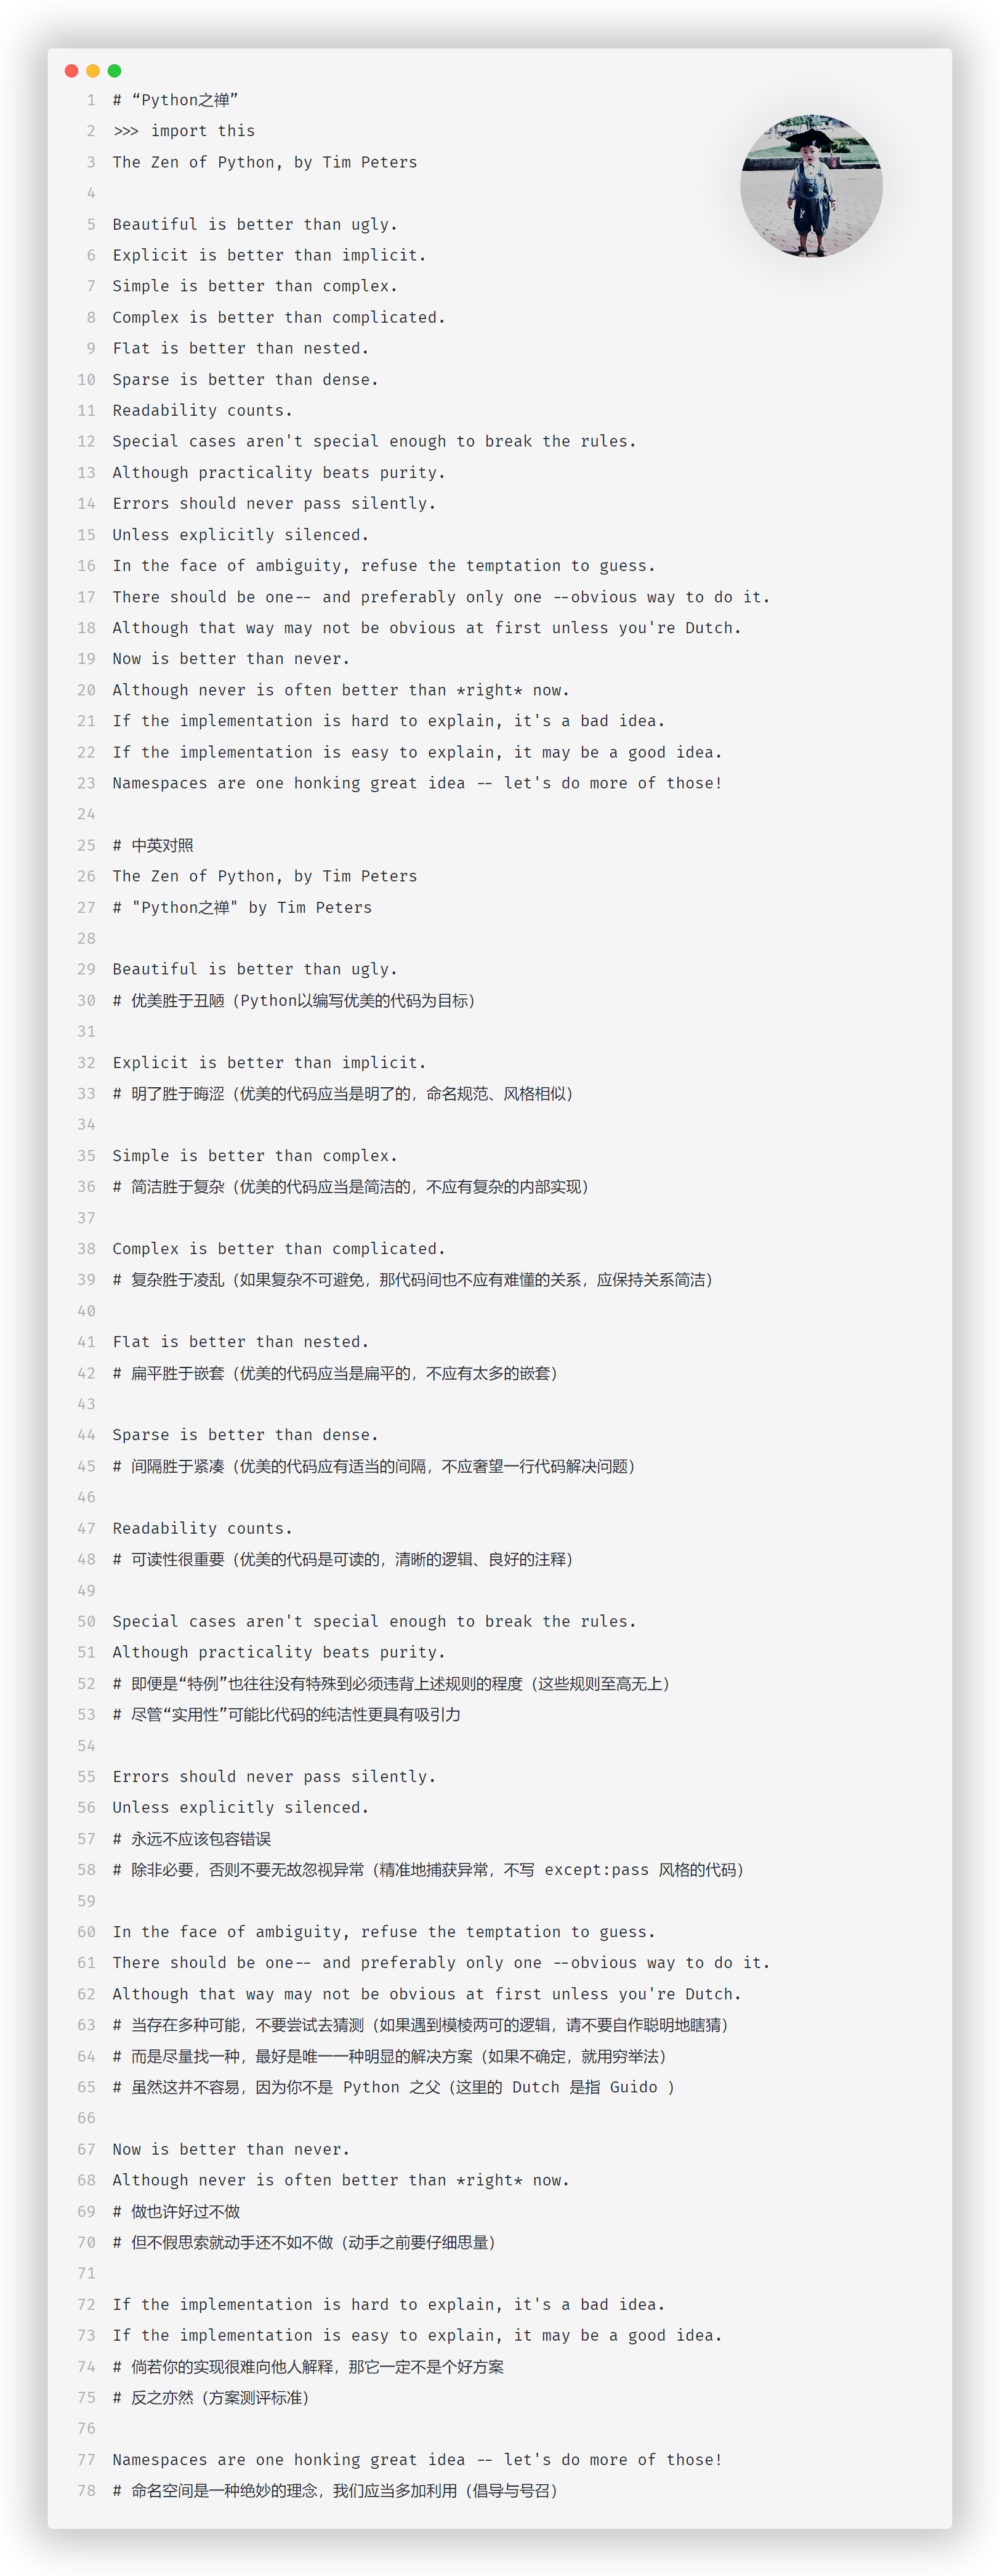 1 # “Python之禅”
2 >>> import this
3 The Zen of Python, by Tim Peters
4
5 Beautiful is better than ugly.
6 Explicit is better than implicit.
7 Simple is better than complex.
8 Complex is better than complicated.
9 Flat is better than nested.
10 Sparse is better than dense.
11 Readability counts.
12 Special cases aren't special enough to break the rules.
13 Although practicality beats purity.
14 Errors should never pass silently.
15 Unless explicitly silenced.
16 In the face of ambiguity, refuse the temptation to guess.
17 There should be one-- and preferably only one --obvious way to do it.
18 Although that way may not be obvious at first unless you're Dutch.
19 Now is better than never.
20 Although never is often better than *right* now.
21 If the implementation is hard to explain, it's a bad idea.
22 If the implementation is easy to explain, it may be a good idea.
23 Namespaces are one honking great idea -- let's do more of those!
24
25 # 中英对照
26 The Zen of Python, by Tim Peters
27 # "Python之禅" by Tim Peters
28
29 Beautiful is better than ugly.
30 # 优美胜于丑陋（Python以编写优美的代码为目标）
31
32 Explicit is better than implicit.
33 # 明了胜于晦涩（优美的代码应当是明了的，命名规范、风格相似）
34
35 Simple is better than complex.
36 # 简洁胜于复杂（优美的代码应当是简洁的，不应有复杂的内部实现）
37
38 Complex is better than complicated.
39 # 复杂胜于凌乱（如果复杂不可避免，那代码间也不应有难懂的关系，应保持关系简洁）
40
41 Flat is better than nested.
42 # 扁平胜于嵌套（优美的代码应当是扁平的，不应有太多的嵌套）
43
44 Sparse is better than dense.
45 # 间隔胜于紧凑（优美的代码应有适当的间隔，不应奢望一行代码解决问题）
46
47 Readability counts.
48 # 可读性很重要（优美的代码是可读的，清晰的逻辑、良好的注释）
49
50 Special cases aren't special enough to break the rules.
51 Although practicality beats purity.
52 # 即便是“特例”也往往没有特殊到必须违背上述规则的程度（这些规则至高无上）
53 # 尽管“实用性”可能比代码的纯洁性更具有吸引力
54
55 Errors should never pass silently.
56 Unless explicitly silenced.
57 # 永远不应该包容错误
58 # 除非必要，否则不要无故忽视异常（精准地捕获异常，不写 except:pass 风格的代码）
59
60 In the face of ambiguity, refuse the temptation to guess.
61 There should be one-- and preferably only one --obvious way to do it.
62 Although that way may not be obvious at first unless you're Dutch.
63 # 当存在多种可能，不要尝试去猜测（如果遇到模棱两可的逻辑，请不要自作聪明地瞎猜）
64 # 而是尽量找一种，最好是唯一一种明显的解决方案（如果不确定，就用穷举法）
65 # 虽然这并不容易，因为你不是 Python 之父（这里的 Dutch 是指 Guido ）
66
67 Now is better than never.
68 Although never is often better than *right* now.
69 # 做也许好过不做
70 # 但不假思索就动手还不如不做（动手之前要仔细思量）
71
72 If the implementation is hard to explain, it's a bad idea.
73 If the implementation is easy to explain, it may be a good idea.
74 # 倘若你的实现很难向他人解释，那它一定不是个好方案
75 # 反之亦然（方案测评标准）
76
77 Namespaces are one honking great idea -- let's do more of those!
78 # 命名空间是一种绝妙的理念，我们应当多加利用（倡导与号召）